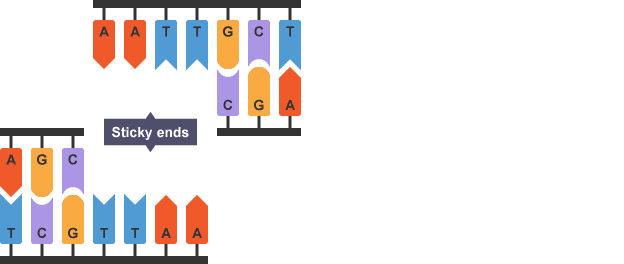 A A T T G C T
C G A
Sticky ends
A G C
T C G T T A A